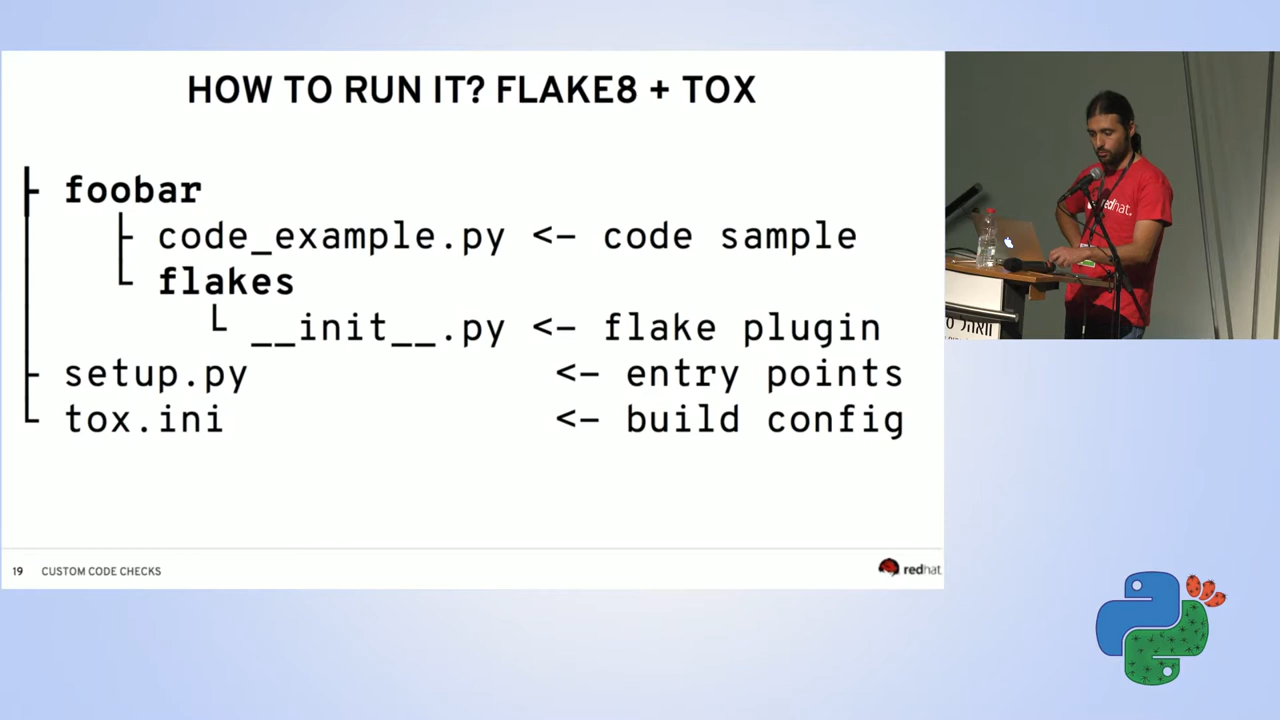 HOW TO RUN IT? FLAKE8 + TOX
foobar
code_example.py <- code sample
flakes
__init__.py <- flake plugin
setup.py <- entry points
tox.ini <- build config
19 CUSTOM CODE CHECKS
redhat
redhat.